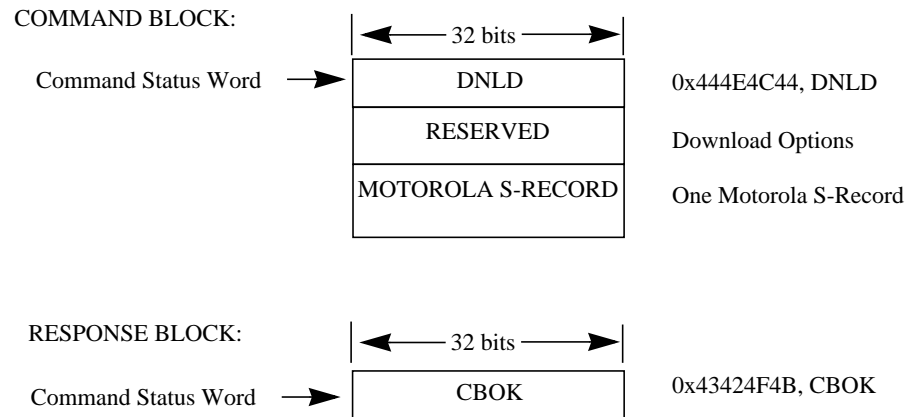 COMMAND BLOCK:
32 bits
Command Status Word DNLD 0x444E4C44, DNLD
RESERVED Download Options
MOTOROLA S-RECORD One Motorola S-Record
RESPONSE BLOCK:
32 bits
Command Status Word CBOK 0x43424F4B, CBOK